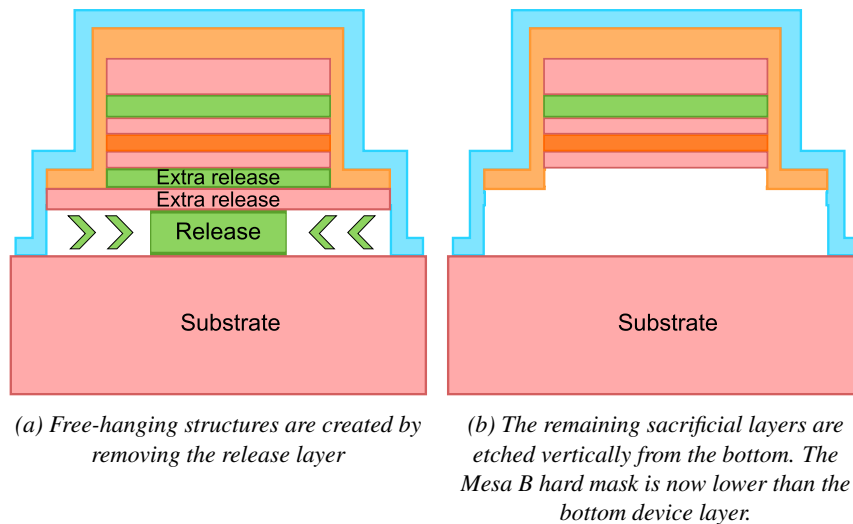 Extra release
Extra release
Release
Substrate
Substrate
(a) Free-hanging structures are created by
removing the release layer
(b) The remaining sacrificial layers are
etched vertically from the bottom. The
Mesa B hard mask is now lower than the
bottom device layer.